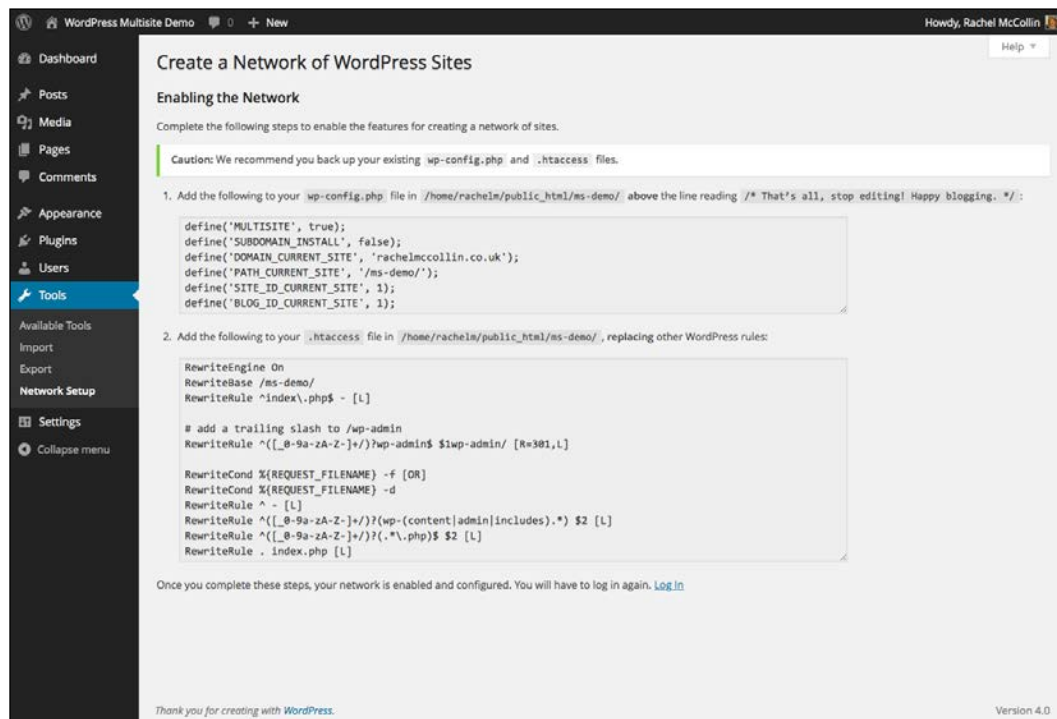 WordPress Multisite Demo 0 + New Howdy, Rachel McCollin
Help
Dashboard
Posts
Media
Pages
Comments
Appearance
Plugins
Users
Tools
Available Tools
Import
Export
Network Setup
Settings
Collapse menu
Create a Network of WordPress Sites
Enabling the Network
Complete the following steps to enable the features for creating a network of sites.
Caution: We recommend you back up your existing wp-config.php and .htaccess files.
1. Add the following to your wp-config.php file in /home/rachelm/public_html/ms-demo/ above the line reading /* That's all, stop editing! Happy blogging. */ :
define('MULTISITE', true);
define('SUBDOMAIN_INSTALL', false);
define('DOMAIN_CURRENT_SITE', 'rachelmccollin.co.uk');
define('PATH_CURRENT_SITE', '/ms-demo/');
define('SITE_ID_CURRENT_SITE', 1);
define('BLOG_ID_CURRENT_SITE', 1);
2. Add the following to your .htaccess file in /home/rachelm/public_html/ms-demo/ , replacing other WordPress rules:
RewriteEngine On
RewriteBase /ms-demo/
RewriteRule ^index\.php$ - [L]
# add a trailing slash to /wp-admin
RewriteRule ^([_0-9a-zA-Z-]+/)?wp-admin$ $1wp-admin/ [R=301,L]
RewriteCond %{REQUEST_FILENAME} -f [OR]
RewriteCond %{REQUEST_FILENAME} -d
RewriteRule ^ - [L]
RewriteRule ^([_0-9a-zA-Z-]+/)?(wp-(content|admin|includes).*) $2 [L]
RewriteRule ^([_0-9a-zA-Z-]+/)?(.*\.php)$ $2 [L]
RewriteRule . index.php [L]
Once you complete these steps, your network is enabled and configured. You will have to log in again. Log In
Thank you for creating with WordPress. Version 4.0